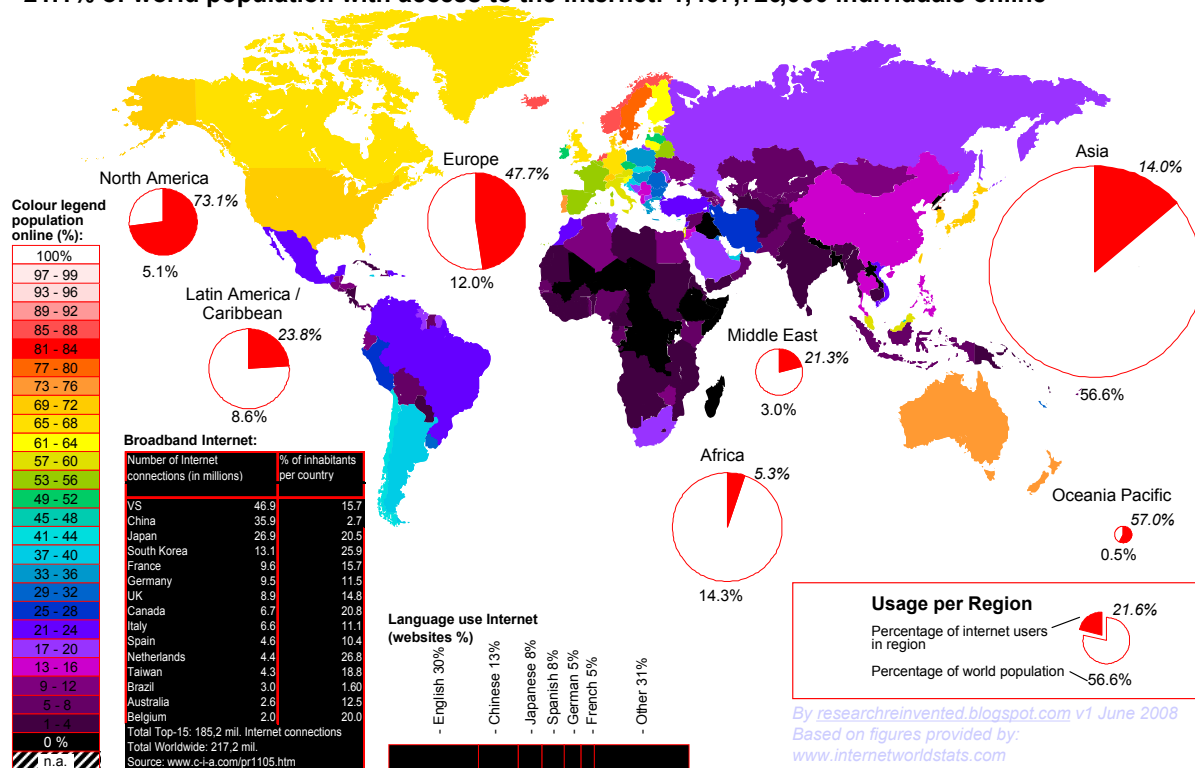 of world population with access to the individuals online
North America
73.1%
5.1%
Europe
47.7%
12.0%
Asia
14.0%
56.6%
Latin America /
Caribbean
23.8%
8.6%
Middle East
21.3%
3.0%
Africa
5.3%
14.3%
Oceania Pacific
57.0%
0.5%
Colour legend
population
online (%):
100%
97 - 99
93 - 96
89 - 92
85 - 88
81 - 84
77 - 80
73 - 76
69 - 72
65 - 68
61 - 64
57 - 60
53 - 56
49 - 52
45 - 48
41 - 44
37 - 40
33 - 36
29 - 32
25 - 28
21 - 24
17 - 20
13 - 16
9 - 12
5 - 8
1 - 4
0 %
n.a.
Broadband Internet:
Number of Internet % of inhabitants
connections (in millions) per country
VS 46.9 15.7
China 35.9 2.7
Japan 26.9 20.5
South Korea 13.1 25.9
France 9.6 15.7
Germany 9.5 11.5
UK 8.9 14.8
Canada 6.7 20.8
Italy 6.6 11.1
Spain 4.6 10.4
Netherlands 4.4 26.8
Taiwan 4.3 18.8
Brazil 3.0 1.60
Australia 2.6 12.5
Belgium 2.0 20.0
Total Top-15: 185,2 mil. Internet connections
Total Worldwide: 217,2 mil.
Source: www.c-i-a.com/pr1105.htm
Language use Internet
(websites %)
- English 30%
- Chinese 13%
- Japanese 8%
- Spanish 8%
- German 5%
- French 5%
- Other 31%
Usage per Region
Percentage of internet users
in region
21.6%
Percentage of world population
56.6%
By researchreinvented.blogspot.com v1 June 2008
Based on figures provided by:
www.internetworldstats.com